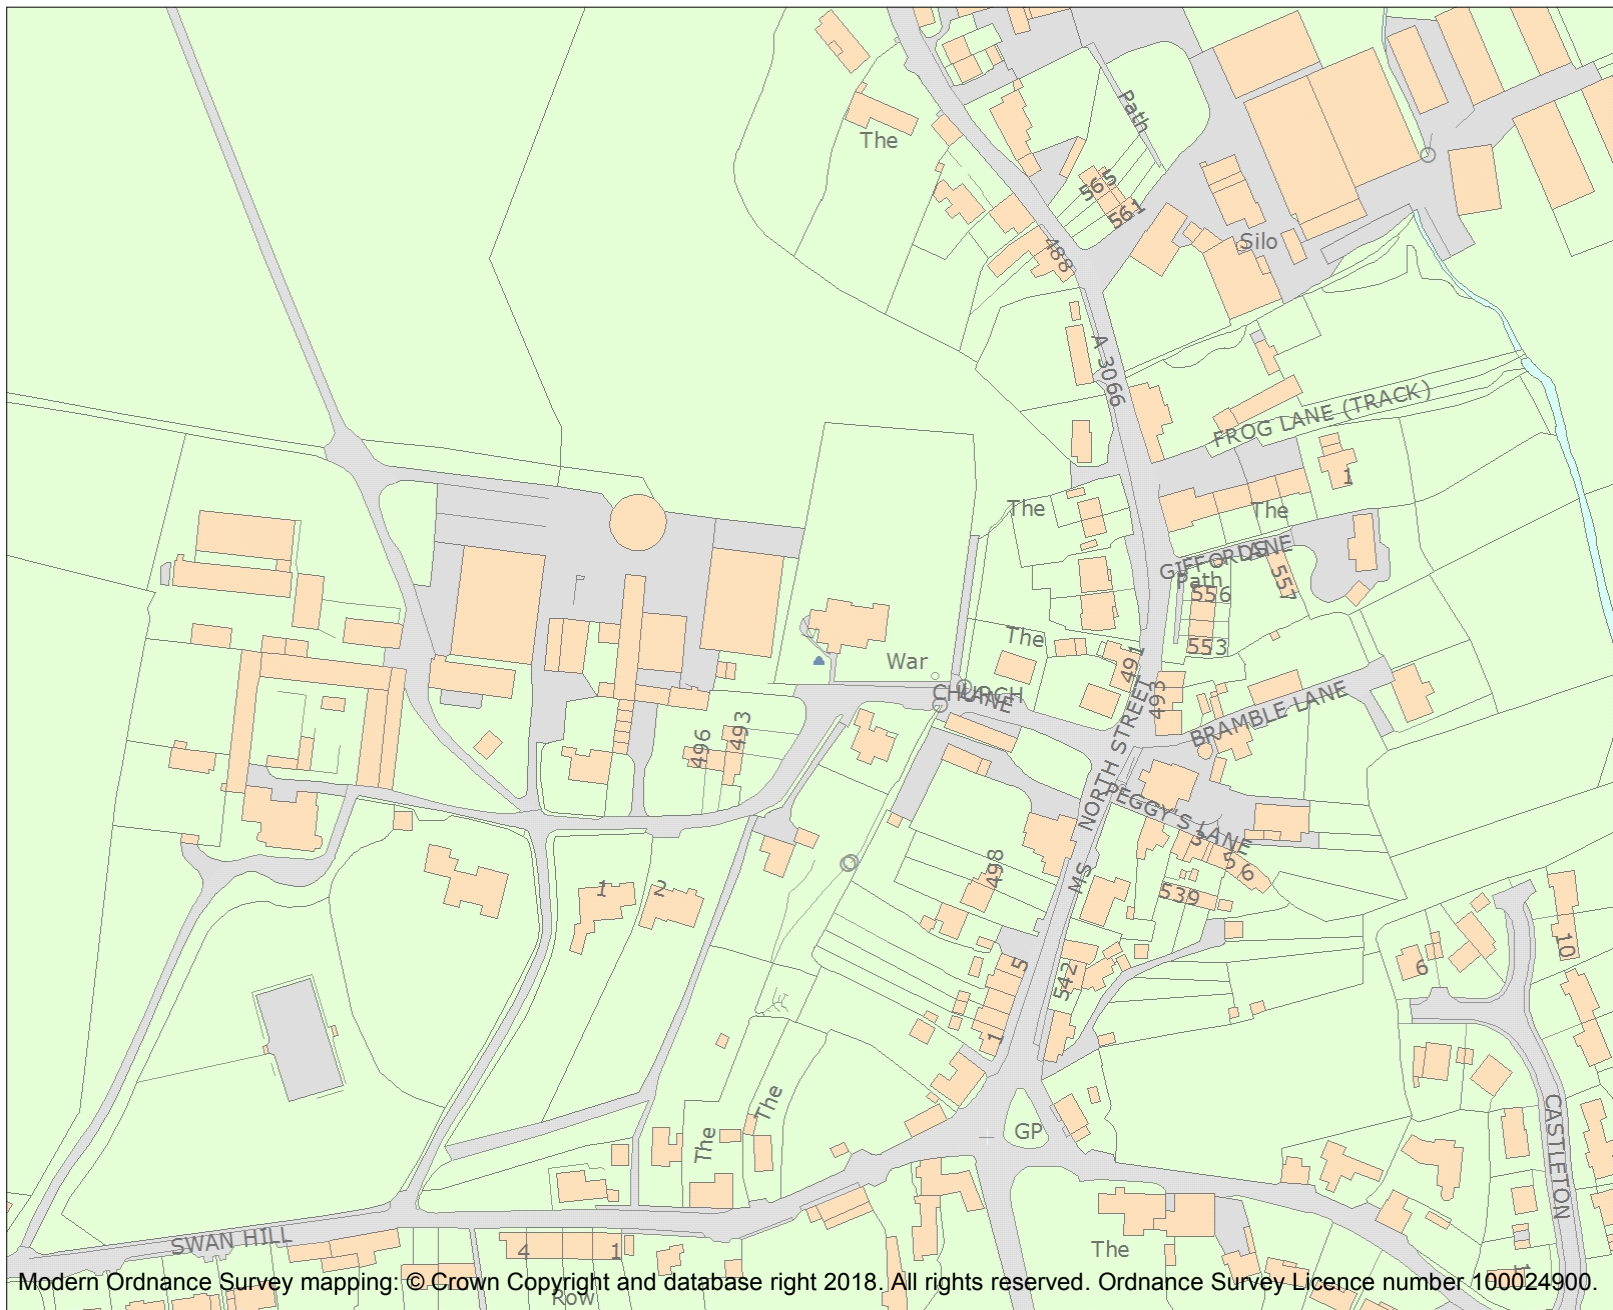 The
Path
565
561
488
Silo
A 3066
FROG LANE (TRACK)
1
The
The
GIFFORDS
LANE
Path
556
557
553
The
War
491
493
CHURCH
LANE
NORTH STREET
BRAMBLE LANE
496
493
PEGGY'S LANE
3
5
6
498
MS
539
1
2
5
542
1
6
10
The
The
GP
CASTLETON
SWAN HILL
4
1
The
1
Row
Modern Ordnance Survey mapping: © Crown Copyright and database right 2018. All rights reserved. Ordnance Survey Licence number 100024900.